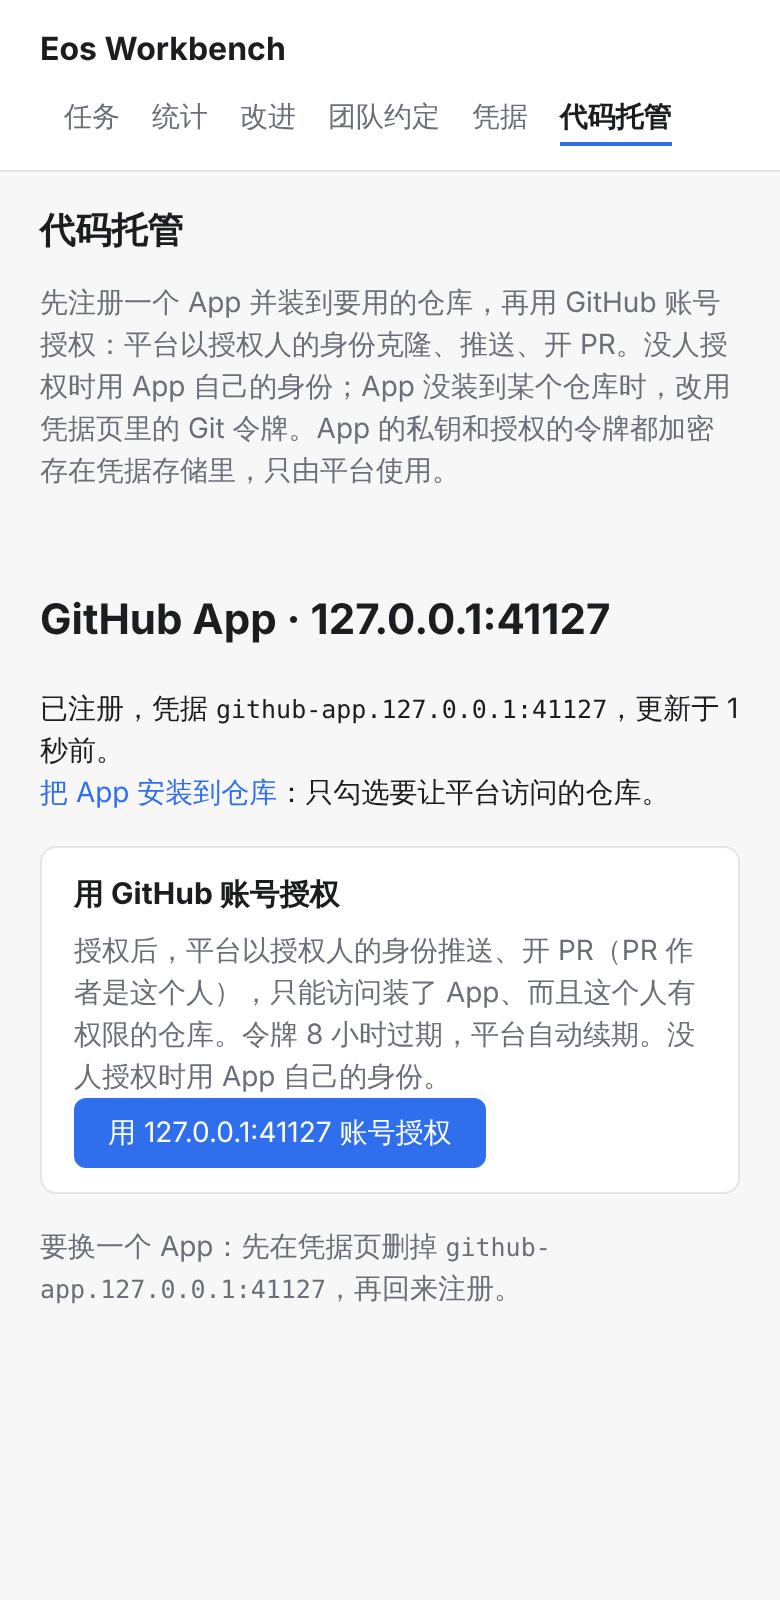 Eos Workbench
任务 统计 改进 团队约定 凭据 代码托管
代码托管
先注册一个 App 并装到要用的仓库，再用 GitHub 账号
授权：平台以授权人的身份克隆、推送、开 PR。没人授
权时用 App 自己的身份；App 没装到某个仓库时，改用
凭据页里的 Git 令牌。App 的私钥和授权的令牌都加密
存在凭据存储里，只由平台使用。
GitHub App · 127.0.0.1:41127
已注册，凭据 github-app.127.0.0.1:41127，更新于 1
秒前。
把 App 安装到仓库：只勾选要让平台访问的仓库。
用 GitHub 账号授权
授权后，平台以授权人的身份推送、开 PR（PR 作
者是这个人），只能访问装了 App、而且这个人有
权限的仓库。令牌 8 小时过期，平台自动续期。没
人授权时用 App 自己的身份。
用 127.0.0.1:41127 账号授权
要换一个 App：先在凭据页删掉 github-
app.127.0.0.1:41127，再回来注册。